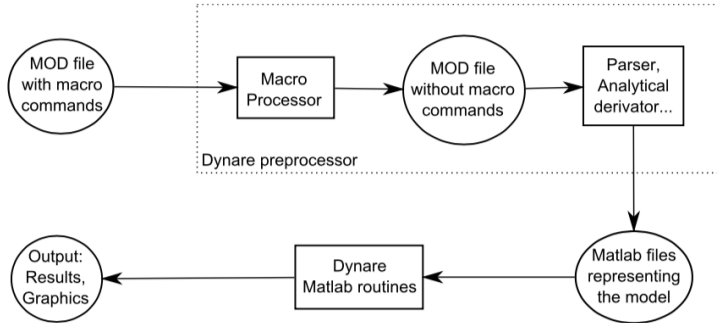 MOD file
with macro
commands
Macro
Processor
MOD file
without macro
commands
Parser,
Analytical
derivator...
Dynare preprocessor
Output:
Results,
Graphics
Dynare
Matlab routines
Matlab files
representing
the model